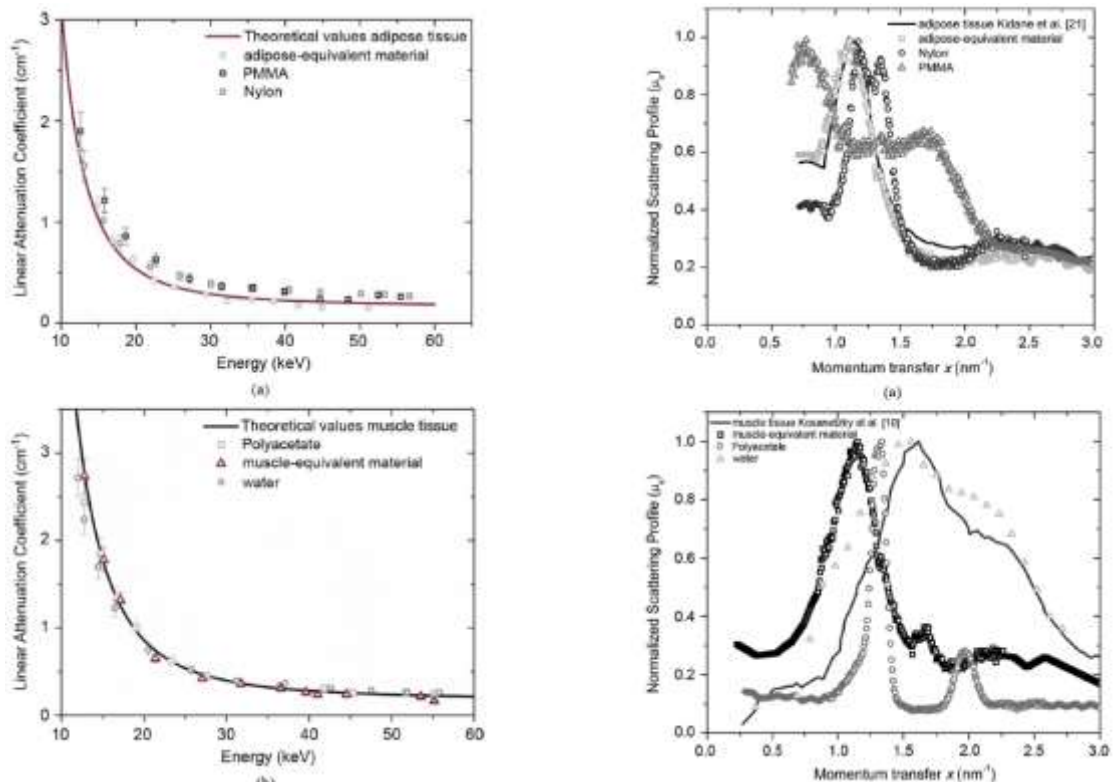 Linear Attenuation Coefficient (cm⁻¹)
3
2
1
0
Theoretical values adipose tissue
adipose-equivalent material
PMMA
Nylon
10 20 30 40 50 60
Energy (keV)
(a)
Normalized Scattering Profile (μs)
1.0
0.8
0.6
0.4
0.2
0.0
adipose tissue Kidane et al. [21]
adipose-equivalent material
Nylon
PMMA
0.0 0.5 1.0 1.5 2.0 2.5 3.0
Momentum transfer x (nm⁻¹)
(a)
Linear Attenuation Coefficient (cm⁻¹)
3
2
1
0
Theoretical values muscle tissue
Polyacetate
muscle-equivalent material
water
10 20 30 40 50 60
Energy (keV)
(b)
Normalized Scattering Profile (μs)
1.0
0.8
0.6
0.4
0.2
0.0
muscle tissue Kosanetzky et al. [10]
muscle-equivalent material
Polyacetate
water
0.0 0.5 1.0 1.5 2.0 2.5 3.0
Momentum transfer x (nm⁻¹)